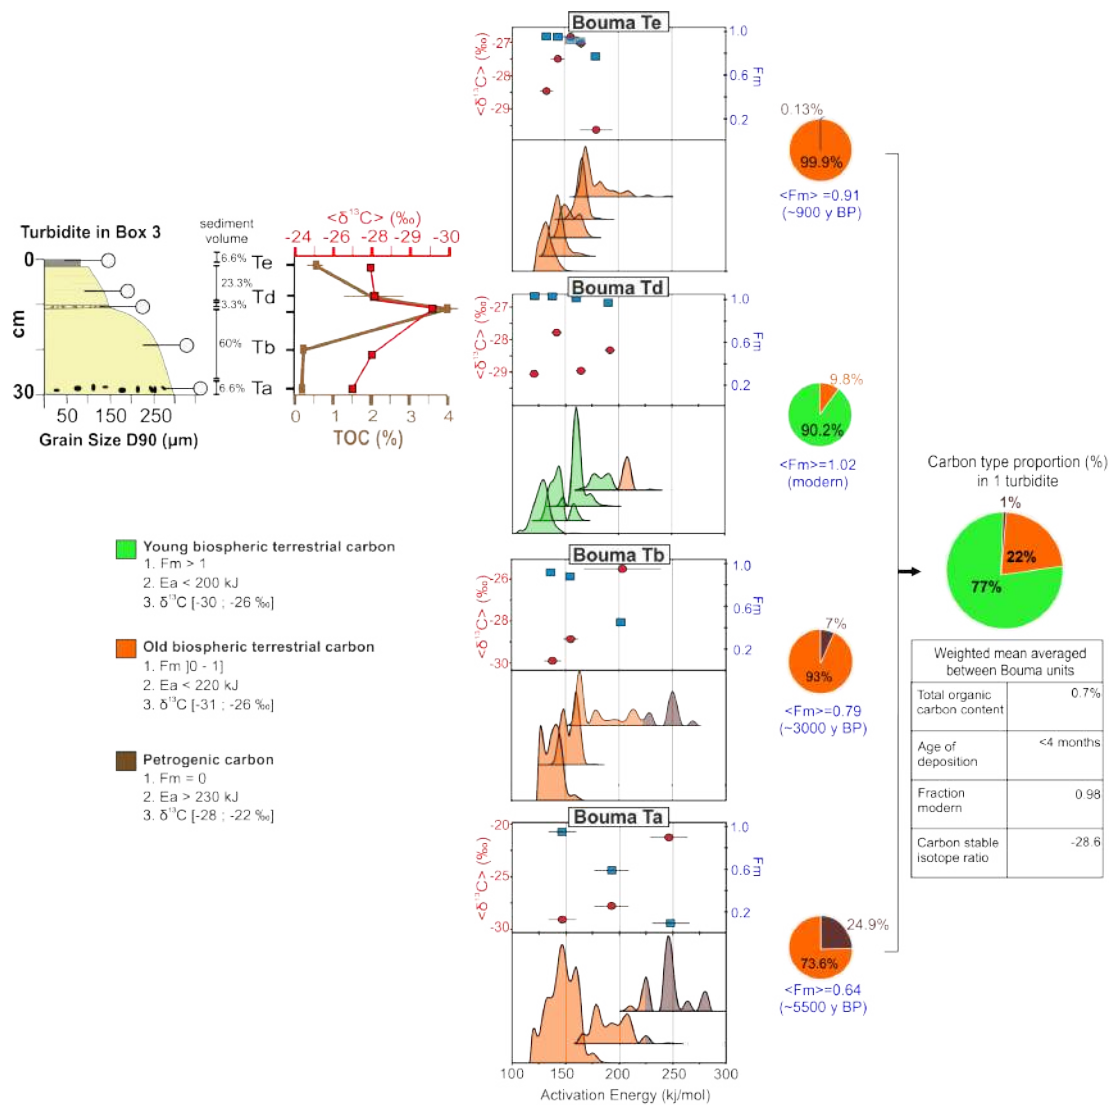 Turbidite in Box 3
0
cm
30
50
150
250
Grain Size D90 (µm)
sediment
volume
6.6%
23.3%
3.3%
60%
6.6%
Te
Td
Tb
Ta
<δ¹³C> (‰)
-24
-26
-28
-29
-30
0
1
2
3
4
TOC (%)
Young biospheric terrestrial carbon
1. Fm > 1
2. Ea < 200 kJ
3. δ¹³C [-30 ; -26 ‰]
Old biospheric terrestrial carbon
1. Fm ]0 - 1]
2. Ea < 220 kJ
3. δ¹³C [-31 ; -26 ‰]
Petrogenic carbon
1. Fm = 0
2. Ea > 230 kJ
3. δ¹³C [-28 ; -22 ‰]
Bouma Te
<δ¹³C> (‰)
-27
-28
-29
1.0
0.6
0.2
Fm
0.13%
99.9%
<Fm> =0.91
(~900 y BP)
Bouma Td
<δ¹³C> (‰)
-27
-28
-29
1.0
0.6
0.2
Fm
9.8%
90.2%
<Fm>=1.02
(modern)
Bouma Tb
<δ¹³C> (‰)
-26
-28
-30
1.0
0.6
0.2
Fm
7%
93%
<Fm>=0.79
(~3000 y BP)
Bouma Ta
<δ¹³C> (‰)
-20
-25
-30
1.0
0.6
0.2
Fm
24.9%
73.6%
<Fm>=0.64
(~5500 y BP)
100
150
200
250
300
Activation Energy (kj/mol)
Carbon type proportion (%)
in 1 turbidite
1%
22%
77%
Weighted mean averaged
between Bouma units
Total organic
carbon content
0.7%
Age of
deposition
<4 months
Fraction
modern
0.98
Carbon stable
isotope ratio
-28.6